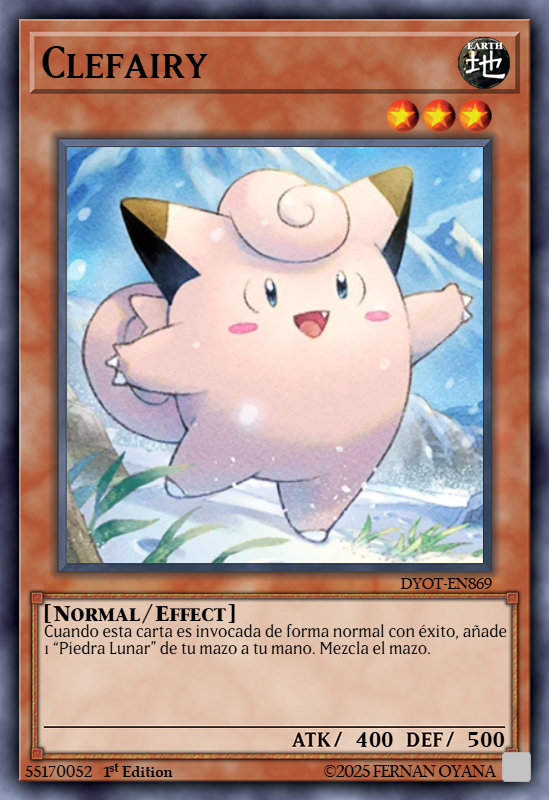 Clefairy
EARTH
地
DYOT-EN869
[Normal/Effect]
Cuando esta carta es invocada de forma normal con éxito, añade
1 “Piedra Lunar” de tu mazo a tu mano. Mezcla el mazo.
ATK/ 400 DEF/ 500
55170052 1st Edition ©2025 FERNAN OYANA